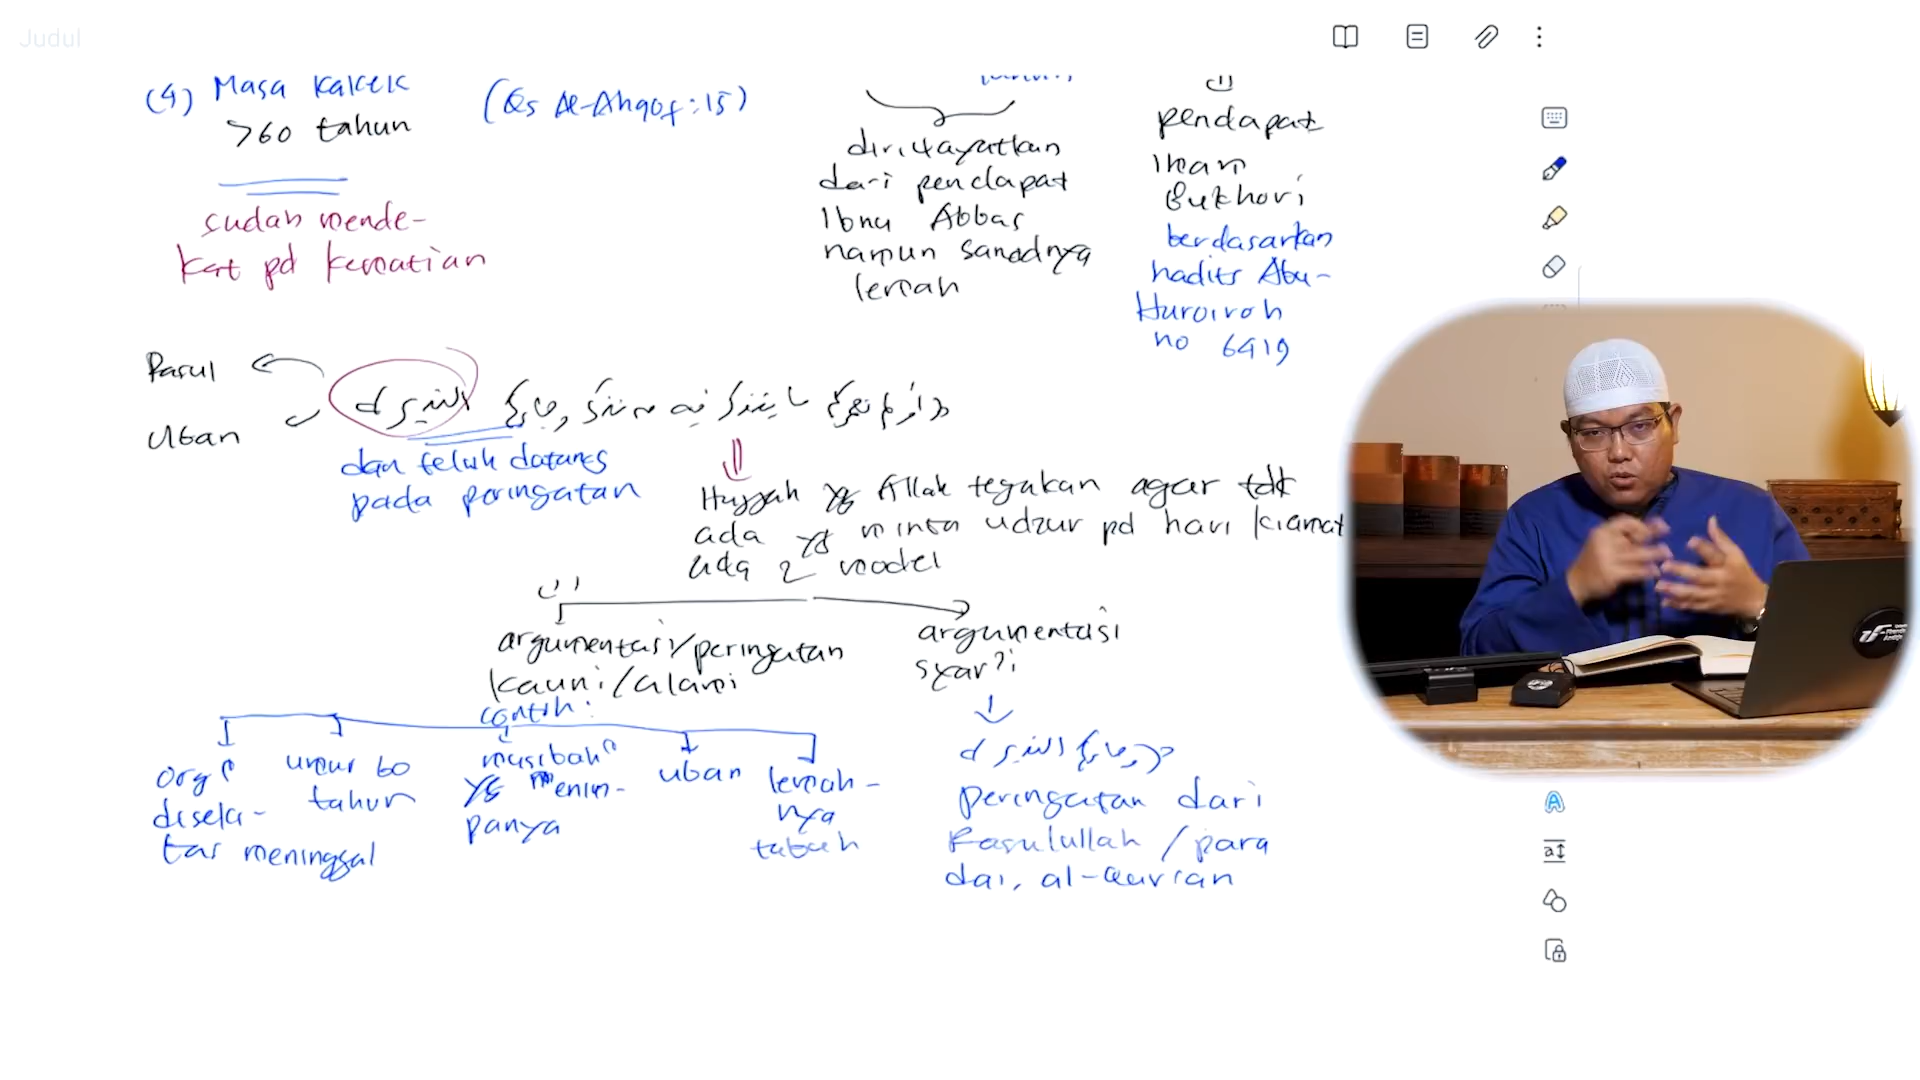 Judul
(4) Masa Kakek
>60 tahun
(Qs Al-Ahqof:15)
sudah mende-
kat pd kematian
diriwayatkan
dari pendapat
Ibnu Abbas
namun sanadnya
lemah
pendapat
Imam
Bukhori
berdasarkan
hadits Abu-
Huroiroh
no 6419
Rasul
Uban
dan telah datang
pada peringatan
Hujjah yg Allah tegakan agar tdk
ada yg minta udzur pd hari kiamat
ada 2 model
argumentasi/peringatan
kauni/alami
contoh:
argumentasi
syar'i
org²
diseki-
tar meninggal
umur 60
tahun
musibah²
yg menim-
panya
uban
lemah-
nya
tubuh
وجاءكم النذير
peringatan dari
Rasulullah / para
dai, al-Qur'an